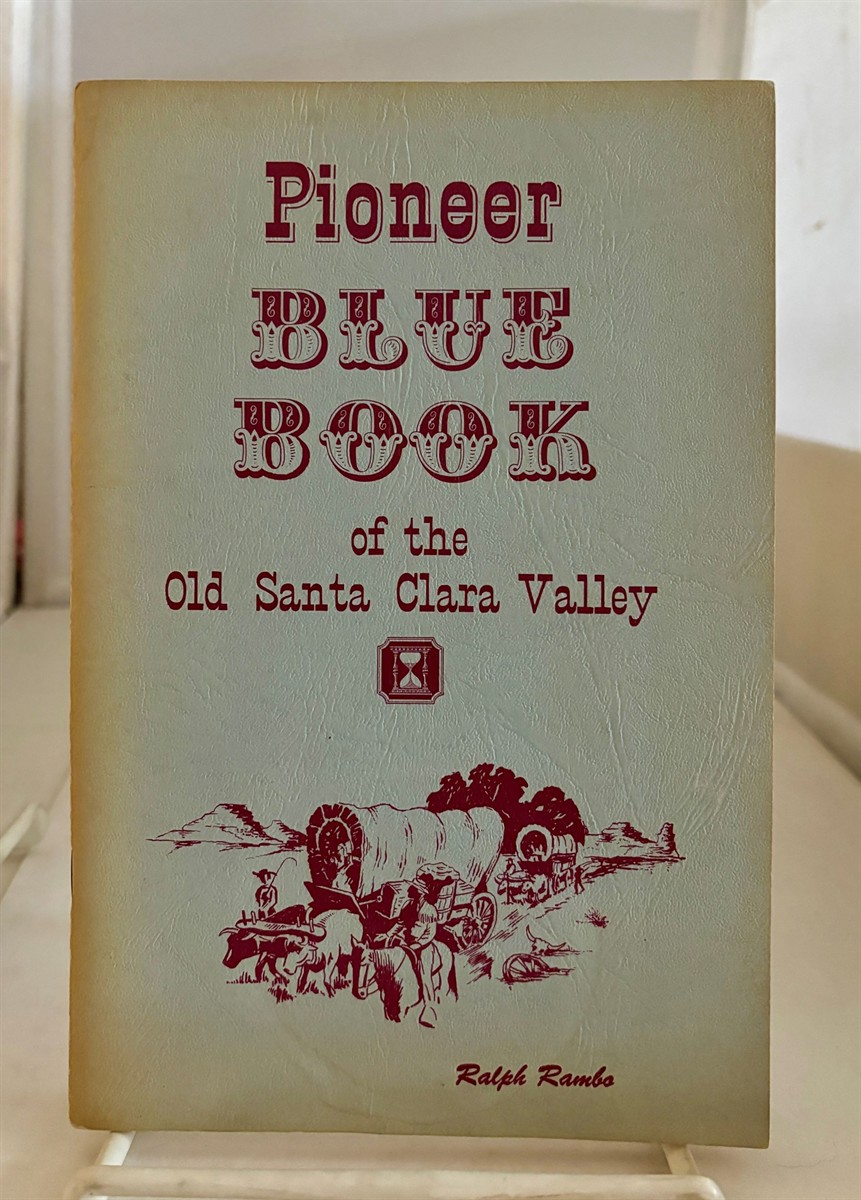 Pioneer
BLUE
BOOK
of the
Old Santa Clara Valley
Ralph Rambo